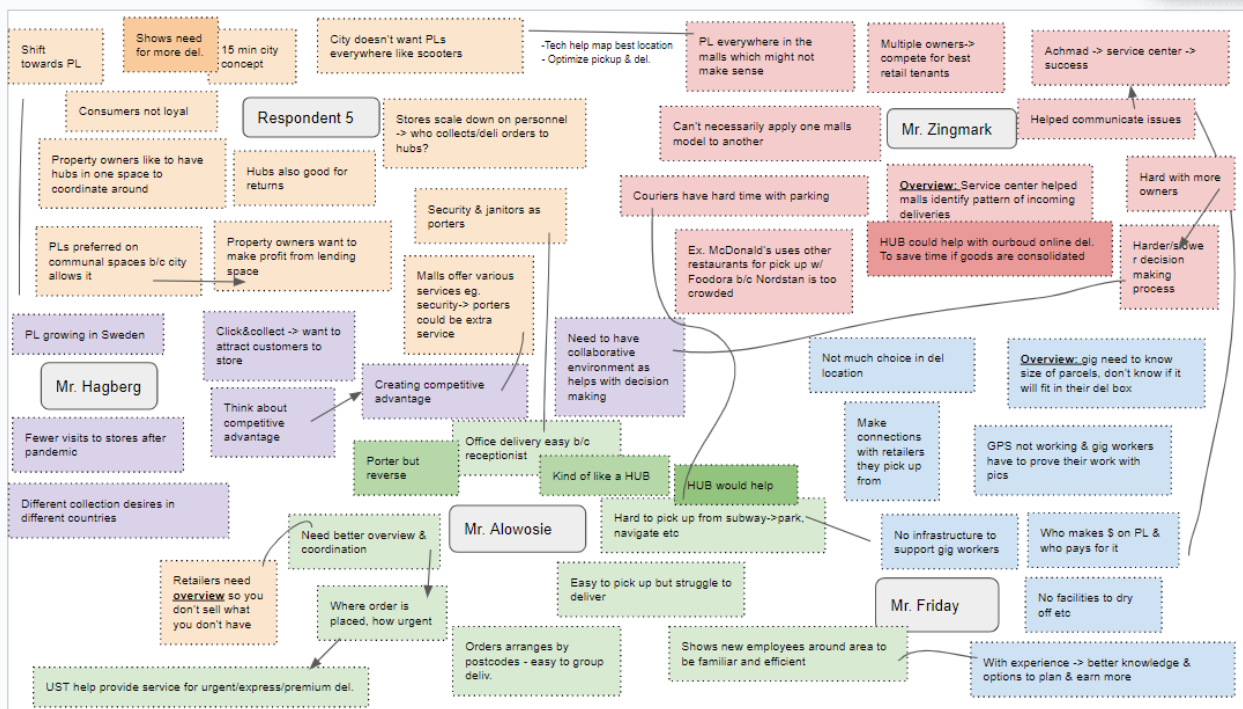 Shift
towards PL
Shows need
for more del.
15 min city
concept
City doesn't want PLs
everywhere like scooters
-Tech help map best location
- Optimize pickup & del.
PL everywhere in the
malls which might not
make sense
Multiple owners->
compete for best
retail tenants
Achmad -> service center ->
success
Consumers not loyal
Respondent 5
Stores scale down on personnel
-> who collects/deli orders to
hubs?
Can't necessarily apply one malls
model to another
Mr. Zingmark
Helped communicate issues
Property owners like to have
hubs in one space to
coordinate around
Hubs also good for
returns
Security & janitors as
porters
Couriers have hard time with parking
Overview: Service center helped
malls identify pattern of incoming
deliveries
Hard with more
owners
PLs preferred on
communal spaces b/c city
allows it
Property owners want to
make profit from lending
space
Malls offer various
services eg.
security-> porters
could be extra
service
Ex. McDonald's uses other
restaurants for pick up w/
Foodora b/c Nordstan is too
crowded
HUB could help with ourboud online del.
To save time if goods are consolidated
Harder/slowe
r decision
making
process
PL growing in Sweden
Click&collect -> want to
attract customers to
store
Need to have
collaborative
environment as
helps with decision
making
Not much choice in del
location
Overview: gig need to know
size of parcels, don't know if it
will fit in their del box
Mr. Hagberg
Think about
competitive
advantage
Creating competitive
advantage
Fewer visits to stores after
pandemic
Office delivery easy b/c
receptionist
Make
connections
with retailers
they pick up
from
GPS not working & gig workers
have to prove their work with
pics
Porter but
reverse
Kind of like a HUB
HUB would help
Different collection desires in
different countries
Need better overview &
coordination
Mr. Alowosie
Hard to pick up from subway->park,
navigate etc
No infrastructure to
support gig workers
Who makes $ on PL &
who pays for it
Retailers need
overview so you
don't sell what
you don't have
Where order is
placed, how urgent
Easy to pick up but struggle to
deliver
Mr. Friday
No facilities to dry
off etc
Orders arranges by
postcodes - easy to group
deliv.
Shows new employees around area to
be familiar and efficient
With experience -> better knowledge &
options to plan & earn more
UST help provide service for urgent/express/premium del.